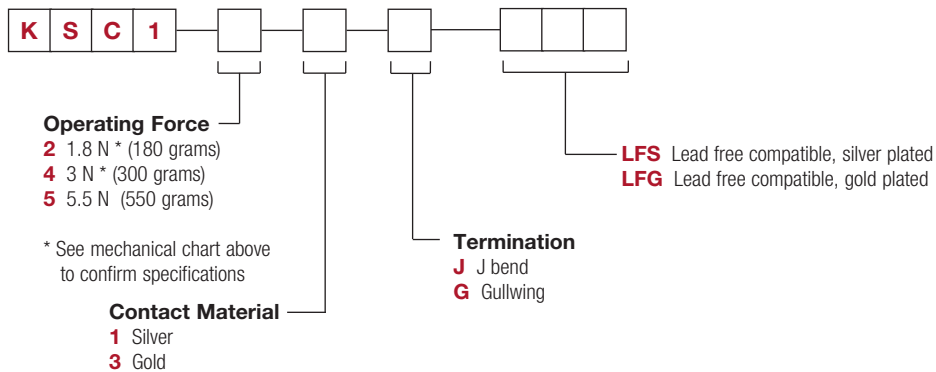 K S C 1
Operating Force
2 1.8 N * (180 grams)
4 3 N * (300 grams)
5 5.5 N (550 grams)
* See mechanical chart above
to confirm specifications
Contact Material
1 Silver
3 Gold
Termination
J J bend
G Gullwing
LFS Lead free compatible, silver plated
LFG Lead free compatible, gold plated